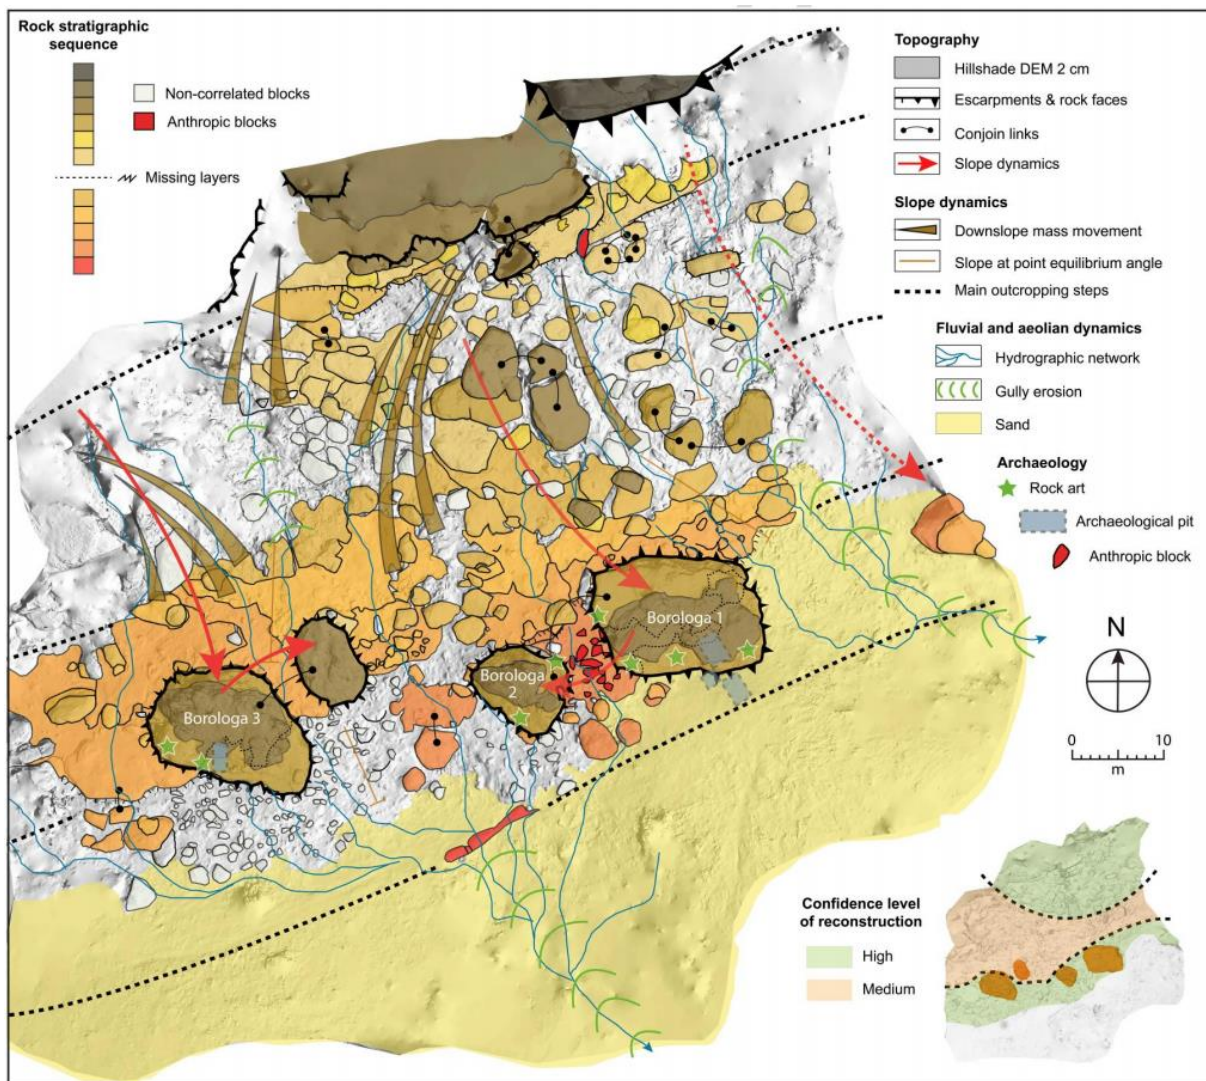 Rock stratigraphic
sequence
Non-correlated blocks
Anthropic blocks
Missing layers
Topography
Hillshade DEM 2 cm
Escarpments & rock faces
Conjoin links
Slope dynamics
Slope dynamics
Downslope mass movement
Slope at point equilibrium angle
Main outcropping steps
Fluvial and aeolian dynamics
Hydrographic network
Gully erosion
Sand
Archaeology
Rock art
Archaeological pit
Anthropic block
Borologa 1
Borologa
2
Borologa 3
N
0 10
m
Confidence level
of reconstruction
High
Medium